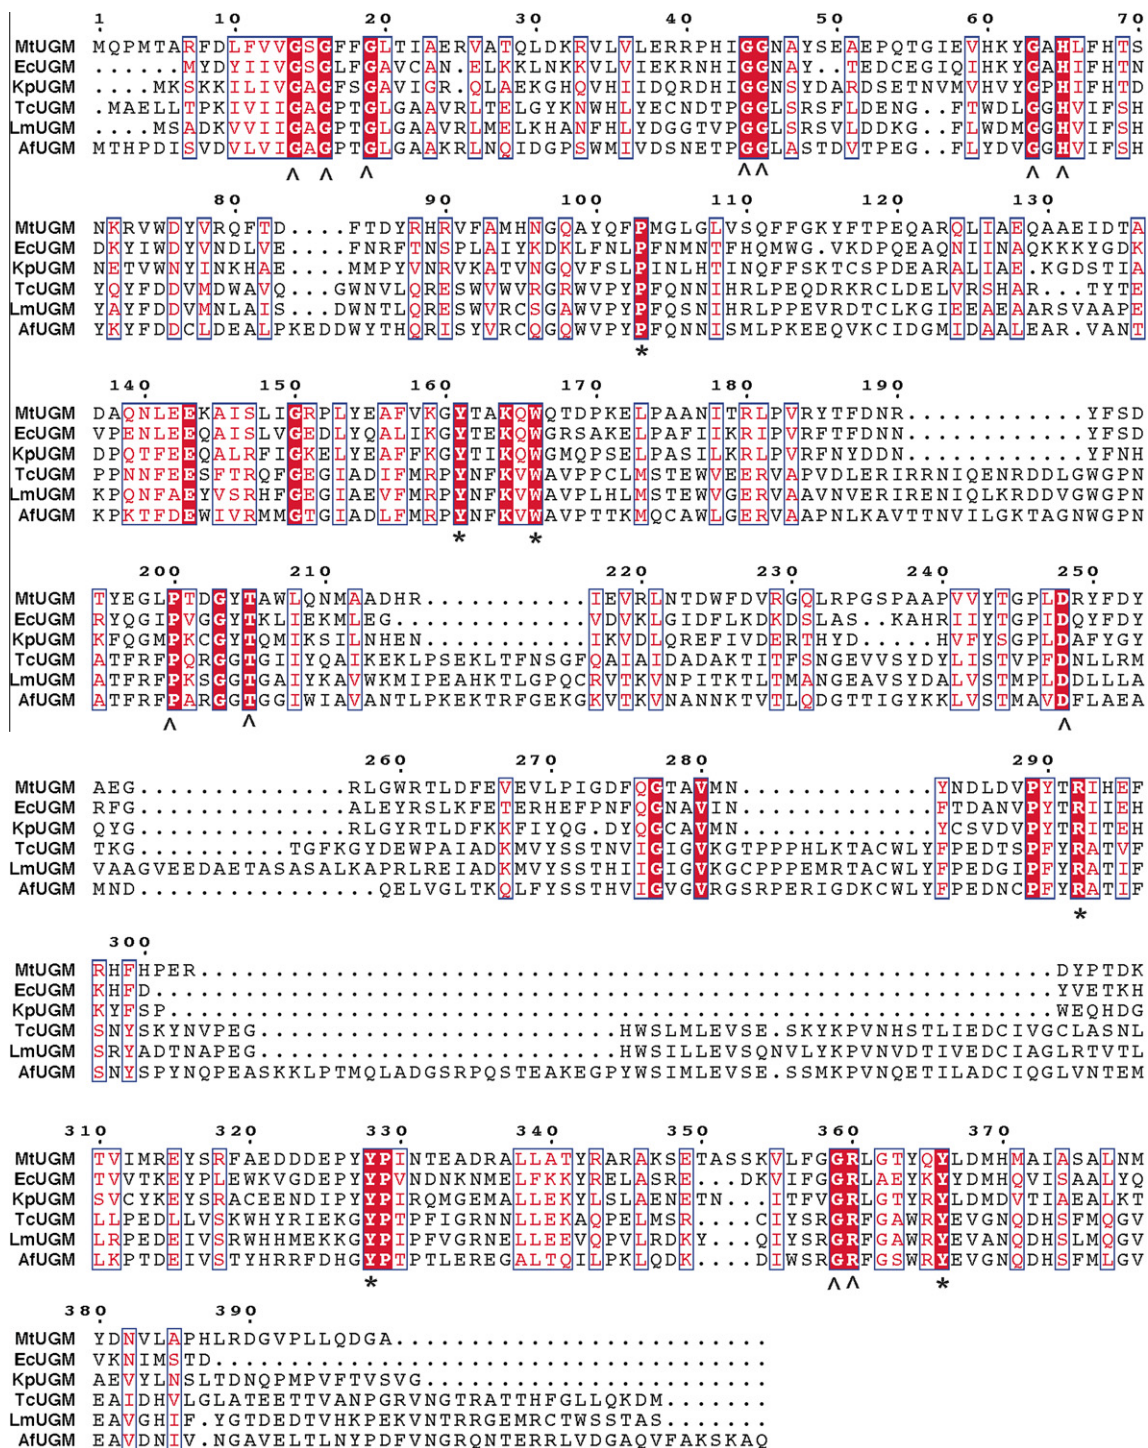 1 10 20 30 40 50 60 70
MtUGM MQPMTARFDLFVVGSGFFGLTIAERVATQLDKRVLVLERRPHIGGNAYSEAEPQTGIEVHKYGAHLFHTS
EcUGM .....MYDYIIVGSGLFGAVCAN.ELKKLNKKVLVIEKRNHIGGNAY..TEDCEGIQIHKYGAHIFHTN
KpUGM ....MKSKKILIVGAGFSGAVIGR.QLAEKGHQVHIIDQRDHIGGNSYDARDSETNVMVHVYGPHIFHTD
TcUGM .MAELLTPKIVIIGAGPTGLGAAVRLTELGYKNWHLYECNDTPGGLSRSFLDENG..FTWDLGGHVIFSH
LmUGM ....MSADKVVIIGAGPTGLGAAVRLMELKHANFHLYDGGTVPGGLSRSVLDDKG..FLWDMGGHVIFSH
AfUGM MTHPDISVDVLVIGAGPTGLGAAKRLNQIDGPSWMIVDSNETPGGLASTDVTPEG..FLYDVGGHVIFSH
^ ^ ^ ^^ ^ ^
80 90 100 110 120 130
MtUGM NKRVWDYVRQFTD....FTDYRHRVFAMHNGQAYQFPMGLGLVSQFFGKYFTPEQARQLIAEQAAEIDTA
EcUGM DKYIWDYVNDLVE....FNRFTNSPLAIYKDKLFNLPFNMNTFHQMWG.VKDPQEAQNIINAQKKKYGDK
KpUGM NETVWNYINKHAE....MMPYVNRVKATVNGQVFSLPINLHTINQFFSKTCSPDEARALIAE.KGDSTIA
TcUGM YQYFDDVMDWAVQ....GWNVLQRESWVWVRGRWVPYPFQNNIHRLPEQDRKRCLDELVRSHAR...TYTE
LmUGM YAYFDDVMNLAIS....DWNTLQRESWVRCSGAWVPYPFQNNIHRLPPEVRDTCLKGIEEAEAARSVAAPE
AfUGM YKYFDDCLDEALPKEDDWYTHQRISYVRCQGQWVPYPFQNNISMLPKEEQVKCIDGMIDAALEAR.VANT
*
140 150 160 170 180 190
MtUGM DAQNLEEKAISLIGRPLYEAFVKGYTAKQWQTDPKELPAANITRLPVRYTFDNR............YFSD
EcUGM VPENLEEQAISLVGEDLYQALIKGYTEKQWGRSAKELPAFIIKRIPVRFTFDNN............YFSD
KpUGM DPQTFEEQALRFIGKELYEAFFKGYTIKQWGMQPSELPASILKRLPVRFNYDDN............YFNH
TcUGM PPNNFEESFTRQFGEGIADIFMRPYNFKVWAVPPCLMSTEWVEERVAPVDLERIRRNIQENRDDLGWGPN
LmUGM KPQNFAEYVSRHFGEGIAEVFMRPYNFKVWAVPLHLMSTEWVGERVAAVNVERIRENIQLKRDDVGWGPN
AfUGM KPKTFDEWIVRMMGTGIADLFMRPYNFKVWAVPTTKMQCAWLGERVAAPNLKAVTTNVILGKTAGNWGPN
* *
200 210 220 230 240 250
MtUGM TYEGLPTDGYTAWLQNMAADHR...........IEVRLNTDWFDVRGQLRPGSPAAPVVYTGPLDRYFDY
EcUGM RYQGIPVGGYTKLIEKMLEG.............VDVKLGIDFLKDKDSLAS..KAHRIIYTGPIDQYFDY
KpUGM KFQGMPKCGYTQMIKSILNHEN...........IKVDLQREFIVDERTHYD....HVFYSGPLDAFYGY
TcUGM ATFRFPQRGGTGIIYQAIKEKLPSEKLTFNSGFQAIAIDADAKTITFSNGEVVSYDYLISTVPFDNLLRM
LmUGM ATFRFPKSGGTGAIYKAVWKMIPEAHKTLGPQCRVTKVNPITKTLTMANGEAVSYDALVSTMPLDDLLLA
AfUGM ATFRFPARGGTGGIWIAVANTLPKEKTRFGEKGKVTKVNANNKTVTLQDGTTIGYKKLVSTMAVDFLAEA
^ ^ ^
260 270 280 290
MtUGM AEG..............RLGWRTLDFEVEVLPIGDFQGTAVMN...............YNDLDVPYTRIHEF
EcUGM RFG..............ALEYRSLKFETERHEFPNFQGNAVIN...............FTDANVPYTRIIEH
KpUGM QYG..............RLGYRTLDFKKFIYQG.DYQGCAVMN...............YCSVDVPYTRITEH
TcUGM TKG..........TGFKGYDEWPAIADKMVYSSTNVIGIGVKGTPPPHLKTACWLYFPEDTSPFYRATVF
LmUGM VAAGVEEDAETASASALKAPRLREIADKMVYSSTHVIGIGVKGCPPPEMRTACWLYFPEDGIPFYRATIF
AfUGM MND................QELVGLTKQLFYSSTHVIGVGVRGSRPERIGDKCWLYFPEDNCPFYRATIF
*
300
MtUGM RHFHPER.........................................................DYPTDK
EcUGM KHFD............................................................YVETKH
KpUGM KYFSP...........................................................WEQHDG
TcUGM SNYSKYNVPEG........................HWSLMLEVSE.SKYKPVNHSTLIEDCIVGCLASNL
LmUGM SRYADTNAPEG........................HWSILLEVSQNVLYKPVNVDTIVEDCIAGLRTVTL
AfUGM SNYSPYNQPEASKKLPTMQLADGSRPQSTEAKEGPYWSIMLEVSE.SSMKPVNQETILADCIQGLVNTEM
310 320 330 340 350 360 370
MtUGM TVIMREYSRFAEDDDEPYYPINTEADRALLATYRARAKSETASSKVLFGGRLGTYQYLDMHMAIASALNM
EcUGM TVVTKEYPLEWKVGDEPYYPVNDNKNMELFKKYRELASRE...DKVIFGGRLAEYKYYDMHQVISAALYQ
KpUGM SVCYKEYSRACEENDIPYYPIRQMGEMALLEKYLSLAENETN...ITFVGRLGTYRYLDMDVTIAEALKT
TcUGM LLPEDLLVSKWHYRIEKGYPTPFIGRNNLLEKAQPELMSR....CIYSRGRFGAWRYEVGNQDHSFMQGV
LmUGM LRPEDEIVSRWHHMEKKGYPIPFVGRNELLEEVQPVLRDKY...QIYSRGRFGAWRYEVANQDHSLMQGV
AfUGM LKPTDEIVSTYHRRFDHGYPTPTLEREGALTQILPKLQDK....DIWSRGRFGSWRYEVGNQDHSFMLGV
* ^^ *
380 390
MtUGM YDNVLAPHLRDGVPLLQDGA.........................
EcUGM VKNIMSTD.....................................
KpUGM AEVYLNSLTDNQPMPVFTVSVG.......................
TcUGM EAIDHVLGLATEETTVANPGRVNGTRATTHFGLLQKDM.......
LmUGM EAVGHIF.YGTDEDTVHKPEKVNTRRGEMRCTWSSTAS.......
AfUGM EAVDNIV.NGAVELTLNYPDFVNGRQNTERRLVDGAQVFAKSKAQ